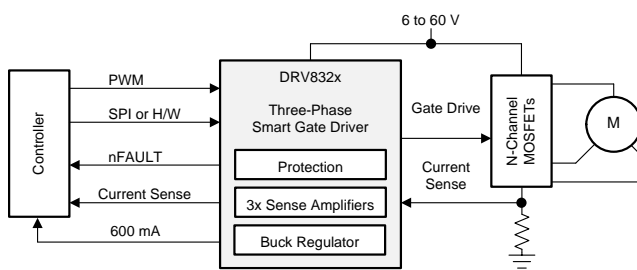 6 to 60 V
DRV832x
Three-Phase
Smart Gate Driver
Protection
3x Sense Amplifiers
Buck Regulator
Controller
PWM
SPI or H/W
nFAULT
Current Sense
600 mA
Gate Drive
Current
Sense
N-Channel
MOSFETs
M